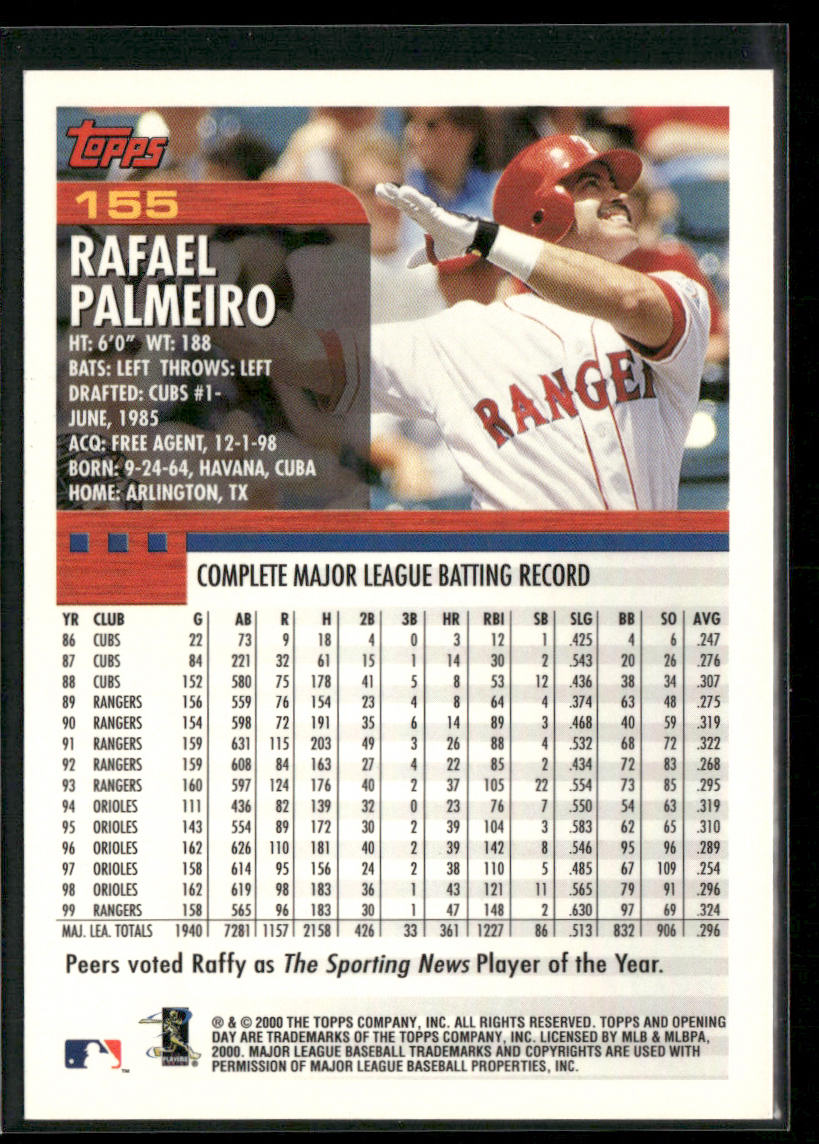 Topps
155
RAFAEL
PALMEIRO
HT: 6'0" WT: 188
BATS: LEFT THROWS: LEFT
DRAFTED: CUBS #1-
JUNE, 1985
ACQ: FREE AGENT, 12-1-98
BORN: 9-24-64, HAVANA, CUBA
HOME: ARLINGTON, TX
RANGE
COMPLETE MAJOR LEAGUE BATTING RECORD
YR CLUB G AB R H 2B 3B HR RBI SB SLG BB SO AVG
86 CUBS 22 73 9 18 4 0 3 12 1 .425 4 6 .247
87 CUBS 84 221 32 61 15 1 14 30 2 .543 20 26 .276
88 CUBS 152 580 75 178 41 5 8 53 12 .436 38 34 .307
89 RANGERS 156 559 76 154 23 4 8 64 4 .374 63 48 .275
90 RANGERS 154 598 72 191 35 6 14 89 3 .468 40 59 .319
91 RANGERS 159 631 115 203 49 3 26 88 4 .532 68 72 .322
92 RANGERS 159 608 84 163 27 4 22 85 2 .434 72 83 .268
93 RANGERS 160 597 124 176 40 2 37 105 22 .554 73 85 .295
94 ORIOLES 111 436 82 139 32 0 23 76 7 .550 54 63 .319
95 ORIOLES 143 554 89 172 30 2 39 104 3 .583 62 65 .310
96 ORIOLES 162 626 110 181 40 2 39 142 8 .546 95 96 .289
97 ORIOLES 158 614 95 156 24 2 38 110 5 .485 67 109 .254
98 ORIOLES 162 619 98 183 36 1 43 121 11 .565 79 91 .296
99 RANGERS 158 565 96 183 30 1 47 148 2 .630 97 69 .324
MAJ. LEA. TOTALS 1940 7281 1157 2158 426 33 361 1227 86 .513 832 906 .296
Peers voted Raffy as The Sporting News Player of the Year.
® & © 2000 THE TOPPS COMPANY, INC. ALL RIGHTS RESERVED. TOPPS AND OPENING
DAY ARE TRADEMARKS OF THE TOPPS COMPANY, INC. LICENSED BY MLB & MLBPA,
2000. MAJOR LEAGUE BASEBALL TRADEMARKS AND COPYRIGHTS ARE USED WITH
PERMISSION OF MAJOR LEAGUE BASEBALL PROPERTIES, INC.
TM
PLAYERS